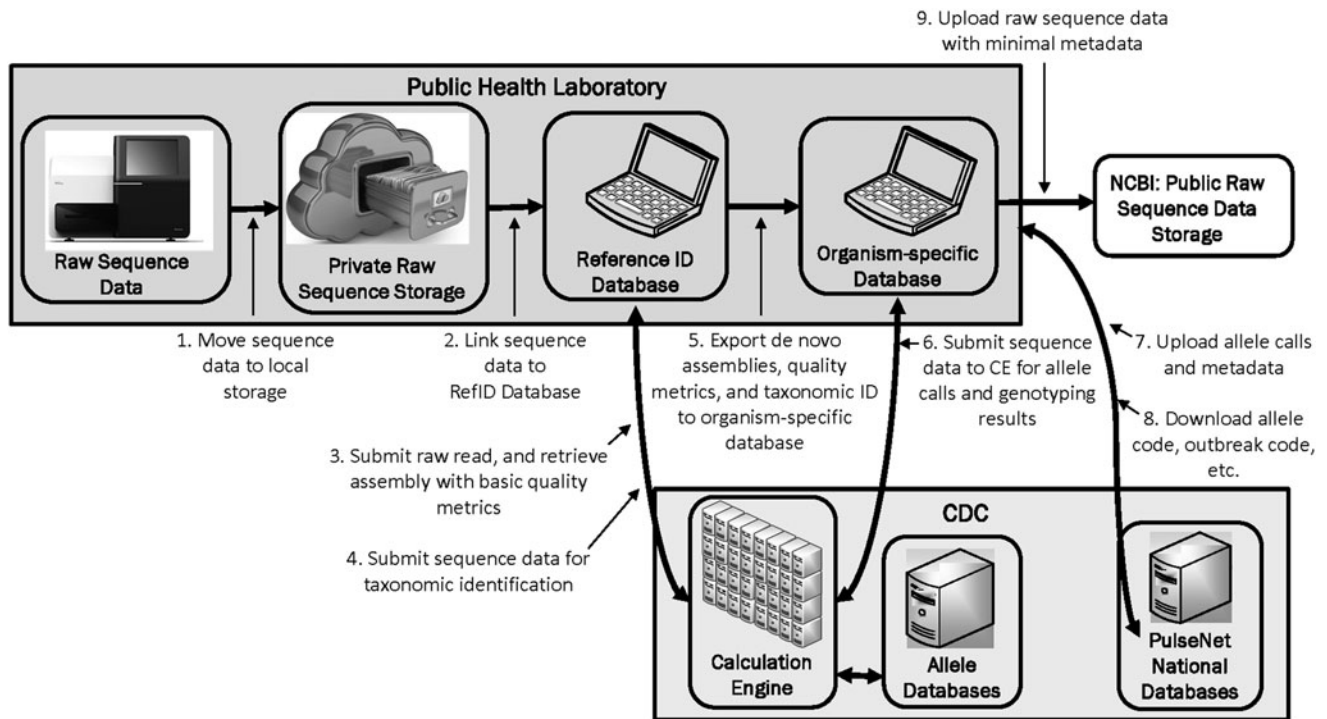 9. Upload raw sequence data
with minimal metadata
Public Health Laboratory
Raw Sequence
Data
Private Raw
Sequence Storage
Reference ID
Database
Organism-specific
Database
NCBI: Public Raw
Sequence Data
Storage
1. Move sequence
data to local
storage
2. Link sequence
data to
RefID Database
5. Export de novo
assemblies, quality
metrics, and taxonomic ID
to organism-specific
database
6. Submit sequence
data to CE for allele
calls and genotyping
results
7. Upload allele calls
and metadata
8. Download allele
code, outbreak code,
etc.
3. Submit raw read, and retrieve
assembly with basic quality
metrics
4. Submit sequence data for
taxonomic identification
CDC
Calculation
Engine
Allele
Databases
PulseNet
National
Databases